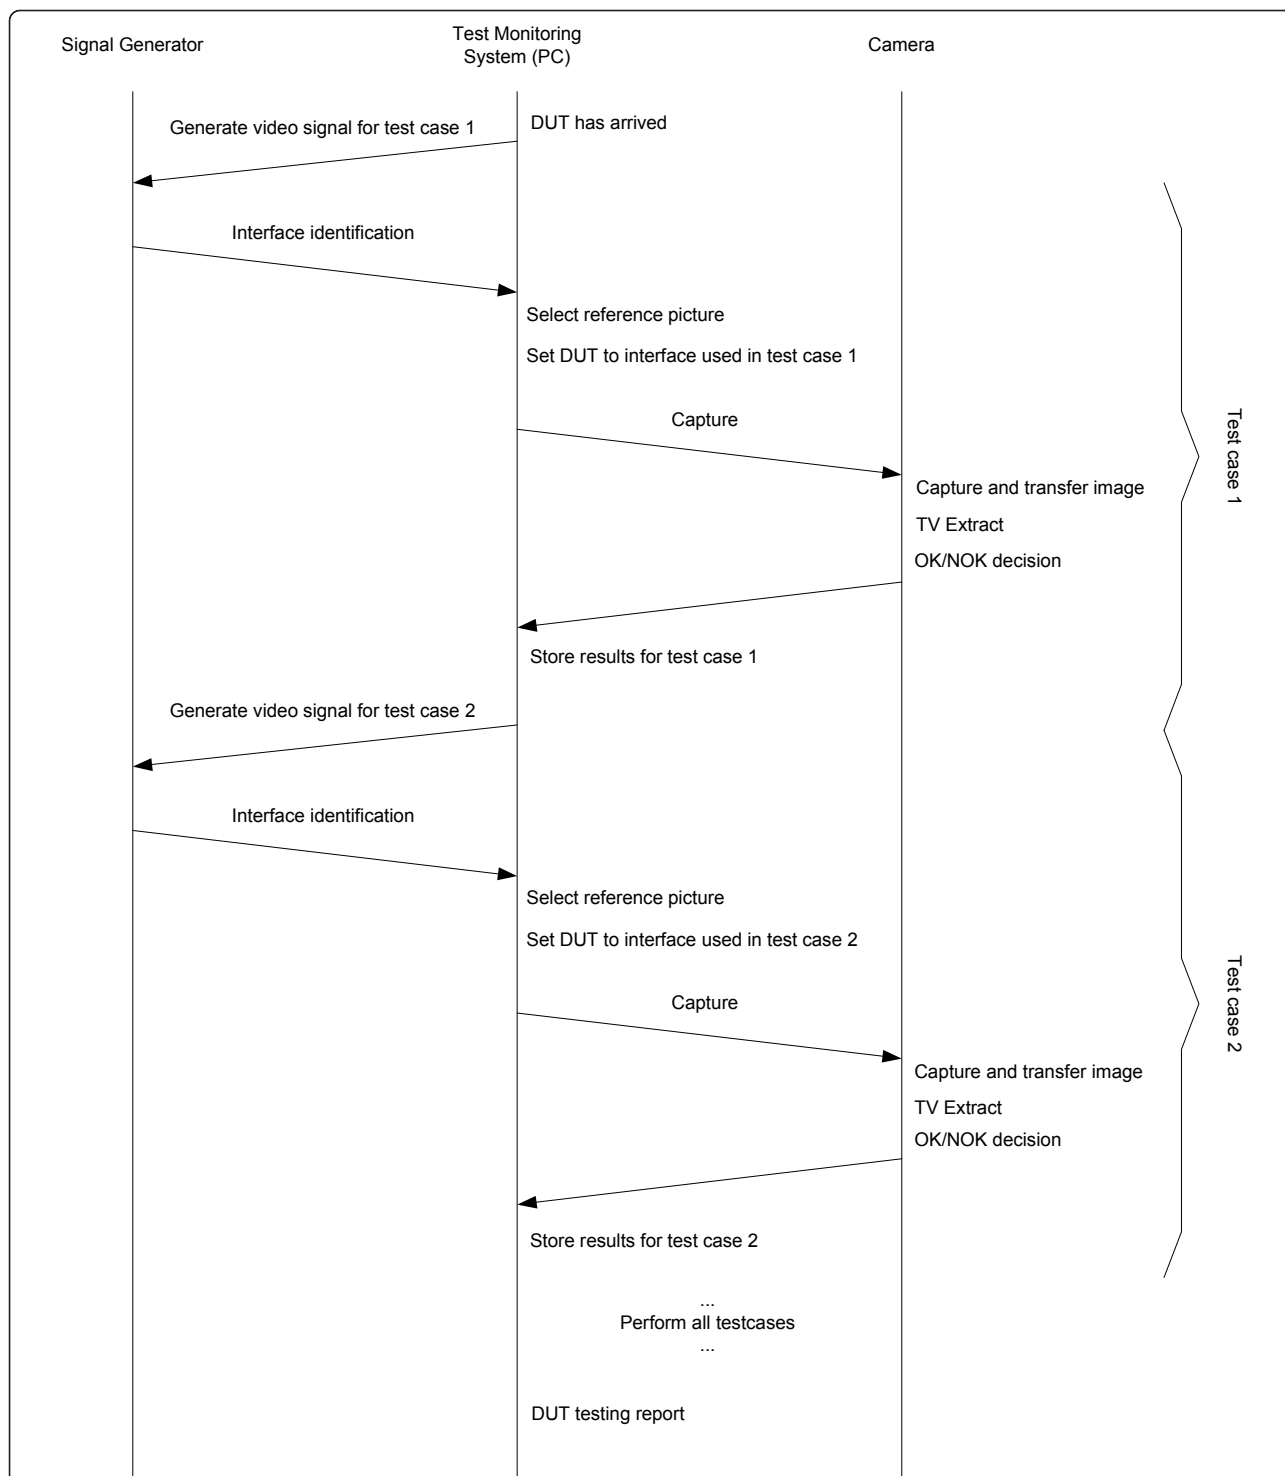 Signal Generator
Test Monitoring
System (PC)
Camera
DUT has arrived
Generate video signal for test case 1
Interface identification
Select reference picture
Set DUT to interface used in test case 1
Capture
Test case 1
Capture and transfer image
TV Extract
OK/NOK decision
Store results for test case 1
Generate video signal for test case 2
Interface identification
Select reference picture
Set DUT to interface used in test case 2
Test case 2
Capture
Capture and transfer image
TV Extract
OK/NOK decision
Store results for test case 2
...
Perform all testcases
...
DUT testing report